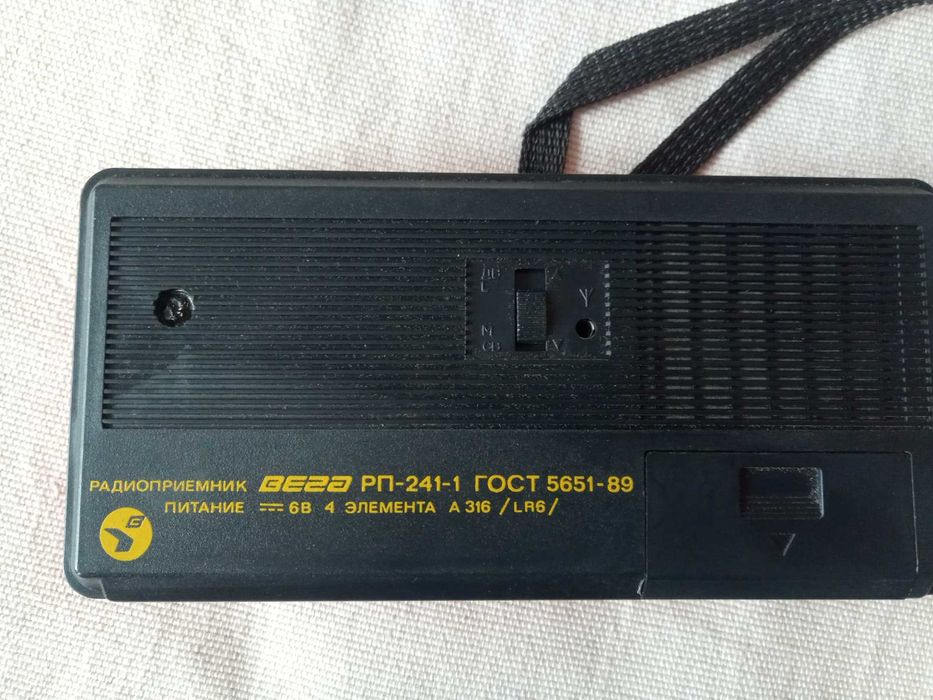 ДВ
L
М
СВ
РАДИОПРИЕМНИК ВЕГА РП-241-1 ГОСТ 5651-89
ПИТАНИЕ ⎓ 6В 4 ЭЛЕМЕНТА А 316 /LR6/